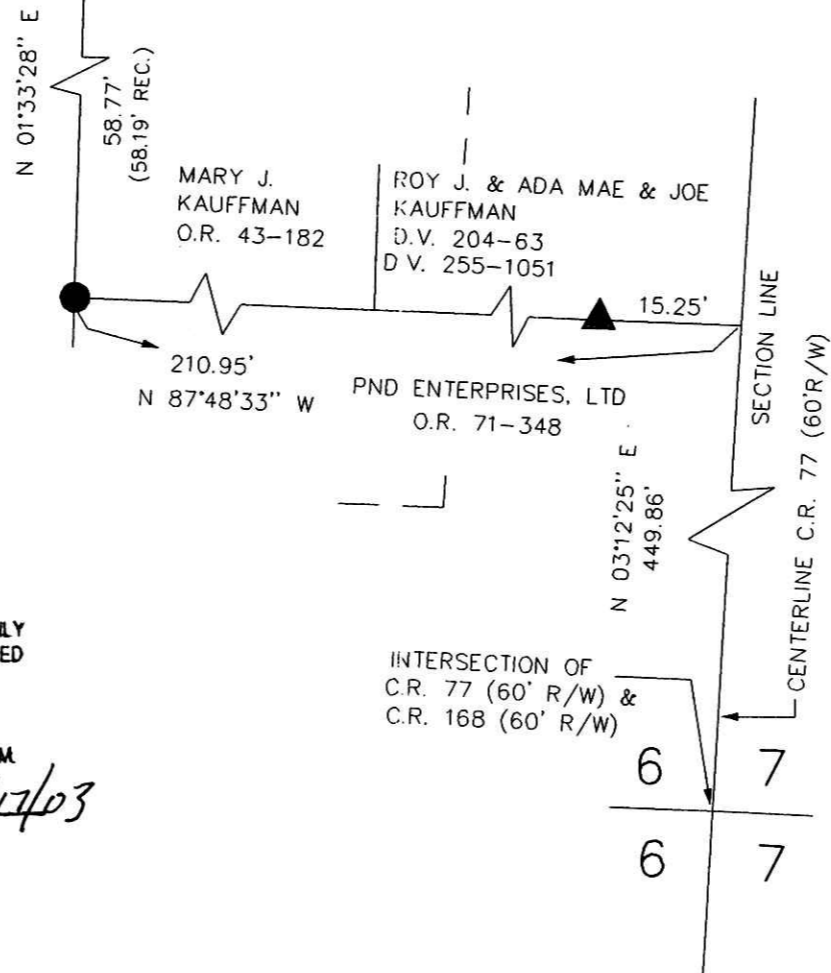 N 01°33'28" E
58.77'
(58.19' REC.)
MARY J.
KAUFFMAN
O.R. 43-182
ROY J. & ADA MAE & JOE
KAUFFMAN
D.V. 204-63
D V. 255-1051
15.25'
210.95'
N 87°48'33" W
PND ENTERPRISES, LTD
O.R. 71-348
SECTION LINE
CENTERLINE C.R. 77 (60'R/W)
N 03°12'25" E
449.86'
INTERSECTION OF
C.R. 77 (60' R/W) &
C.R. 168 (60' R/W)
6 7
6 7
ED